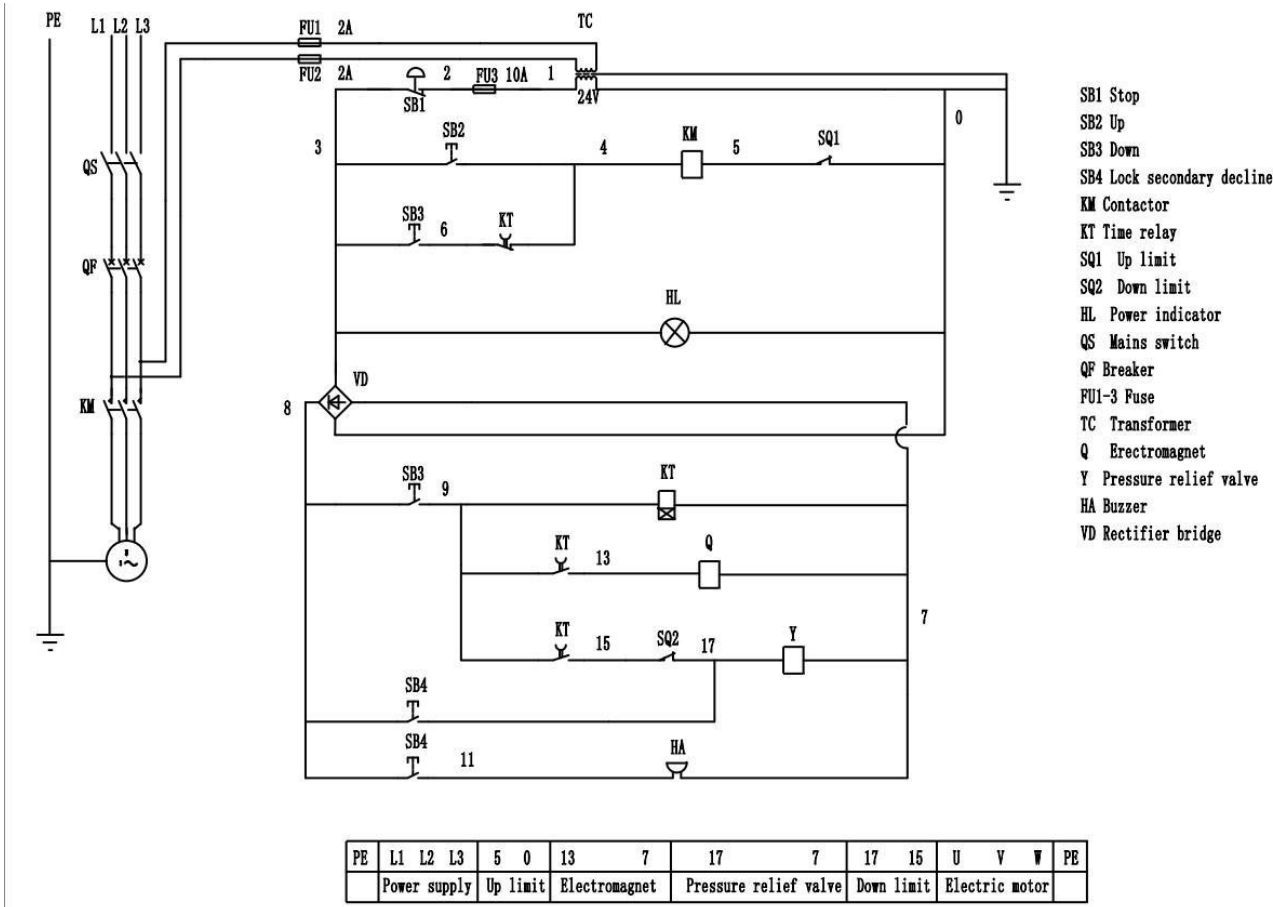 PE L1 L2 L3 FU1 2A TC
FU2 2A 2 FU3 10A 1
SB1 24V
0
3 SB2 4 KM 5 SQ1
QS
SB3 6 KT
QF
HL
VD
KM 8
SB3 9 KT
KT 13 Q
7
KT 15 SQ2 17 Y
SB4
SB4 11 HA
SB1 Stop
SB2 Up
SB3 Down
SB4 Lock secondary decline
KM Contactor
KT Time relay
SQ1 Up limit
SQ2 Down limit
HL Power indicator
QS Mains switch
QF Breaker
FU1-3 Fuse
TC Transformer
Q Erectromagnet
Y Pressure relief valve
HA Buzzer
VD Rectifier bridge
PE L1 L2 L3 5 0 13 7 17 7 17 15 U V W PE
Power supply Up limit Electromagnet Pressure relief valve Down limit Electric motor